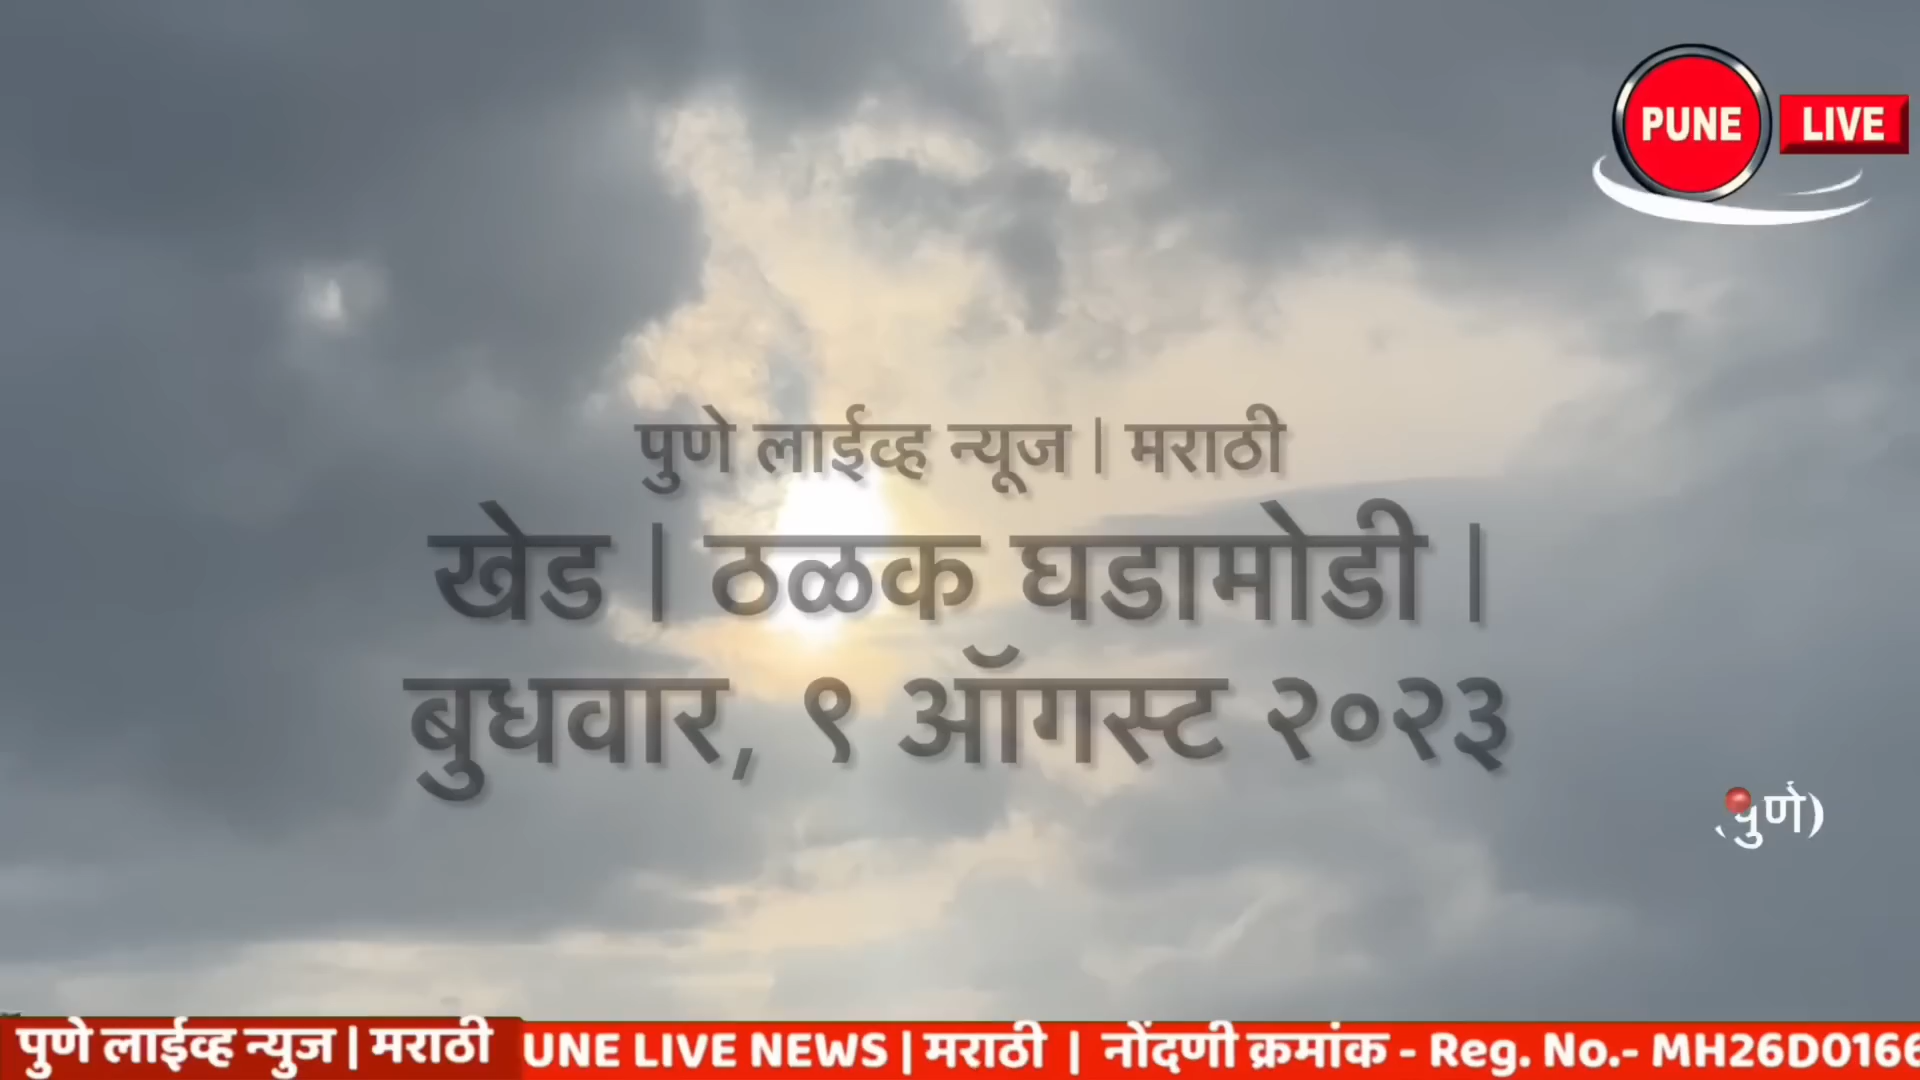 PUNE LIVE
पुणे लाईव्ह न्यूज | मराठी
खेड | ठळक घडामोडी |
बुधवार, ९ ऑगस्ट २०२३
पुणे)
पुणे लाईव्ह न्युज | मराठी
UNE LIVE NEWS | मराठी | नोंदणी क्रमांक - Reg. No.- MH26D0166